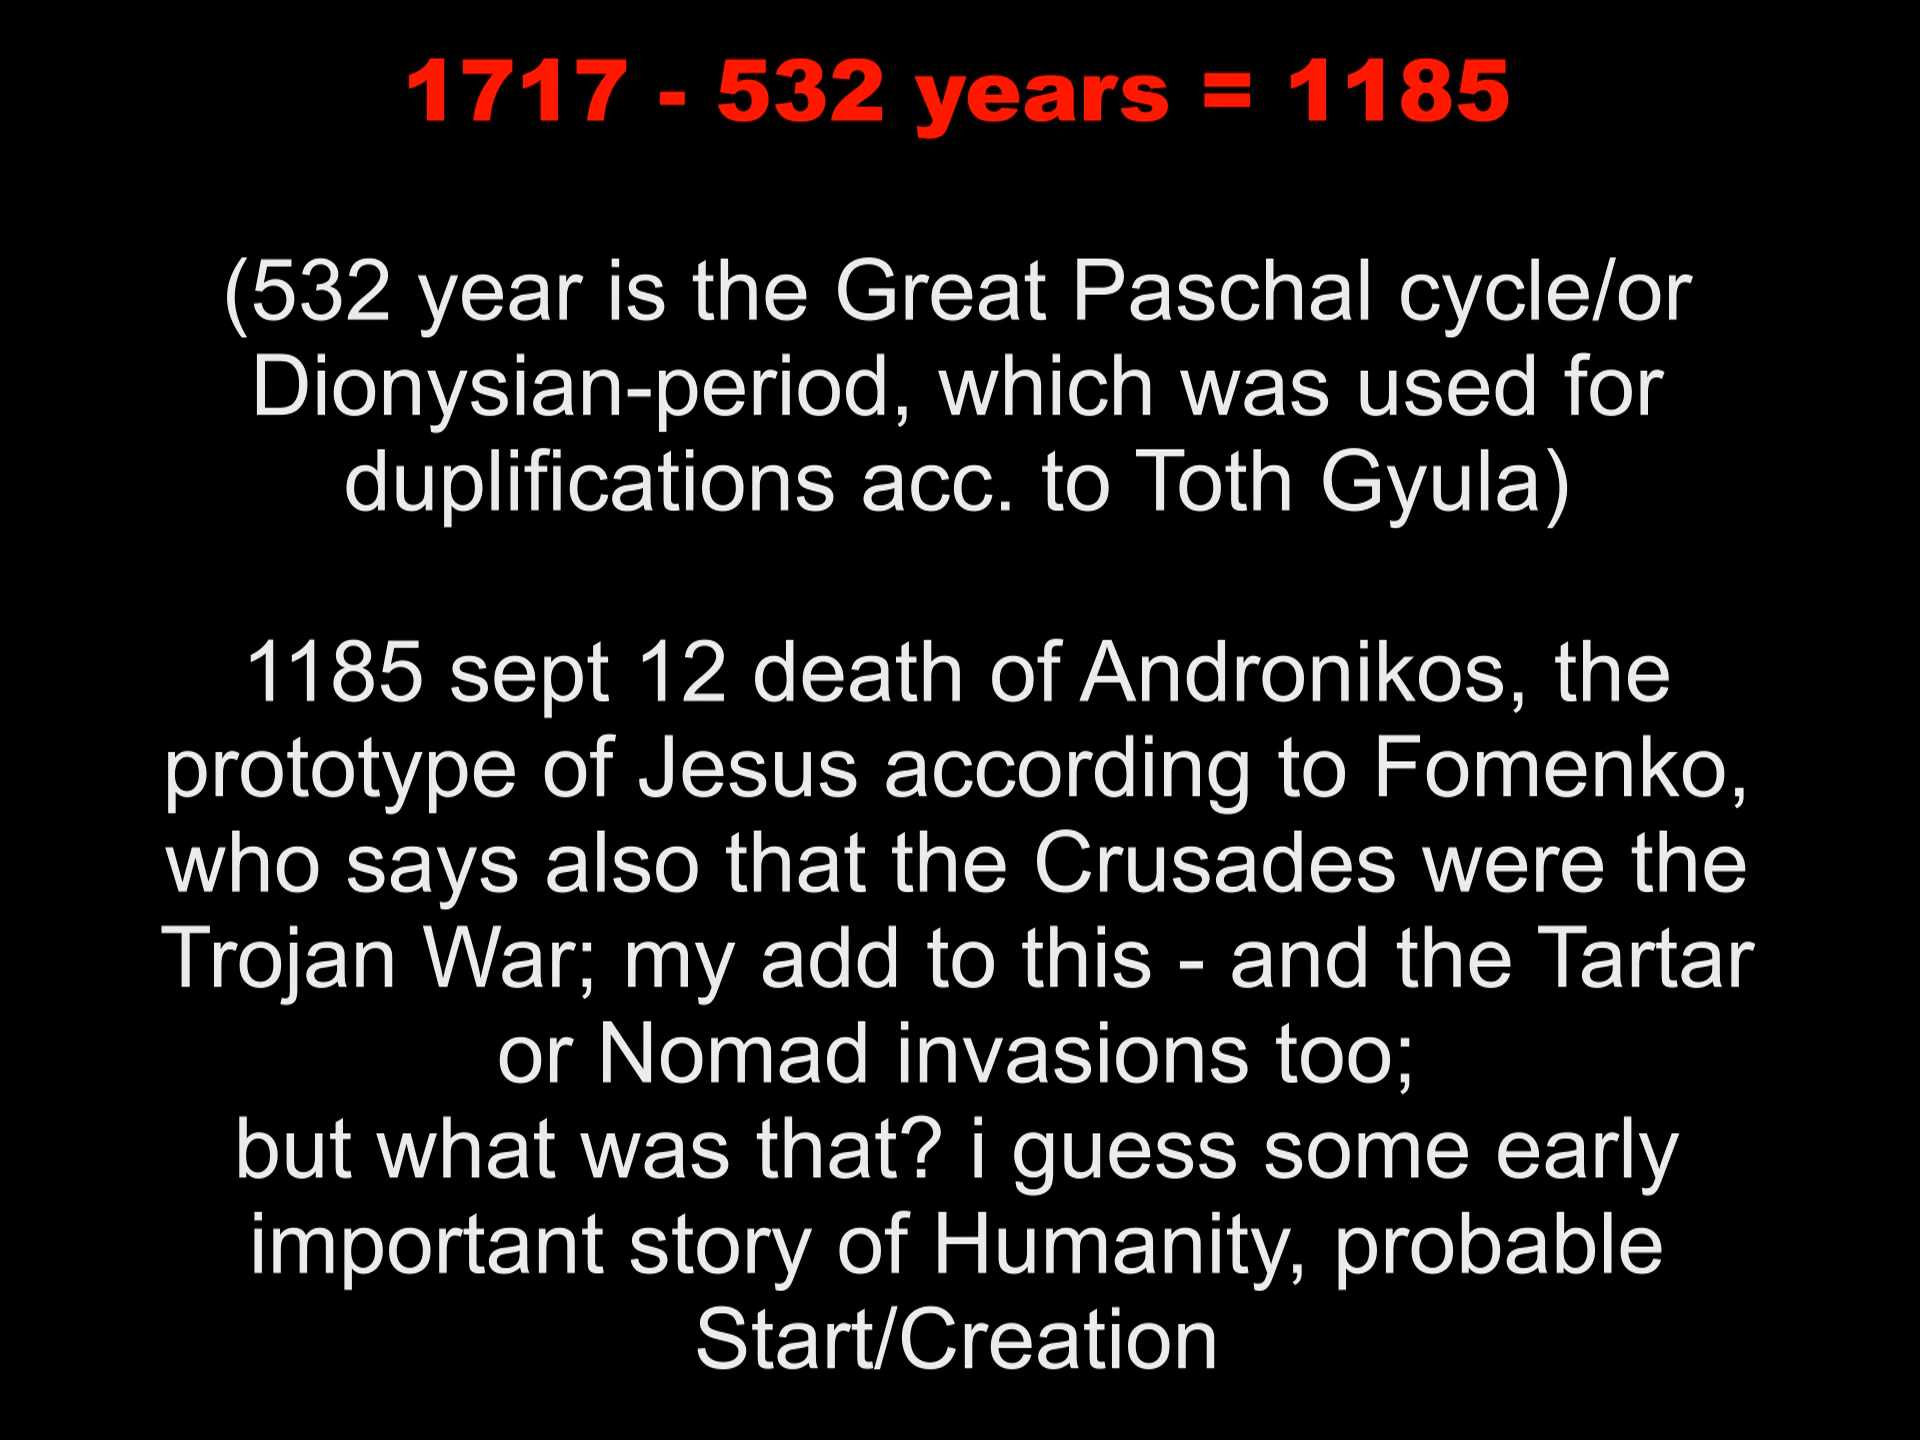 1717 - 532 years = 1185
(532 year is the Great Paschal cycle/or
Dionysian-period, which was used for
duplifications acc. to Toth Gyula)
1185 sept 12 death of Andronikos, the
prototype of Jesus according to Fomenko,
who says also that the Crusades were the
Trojan War; my add to this - and the Tartar
or Nomad invasions too;
but what was that? i guess some early
important story of Humanity, probable
Start/Creation